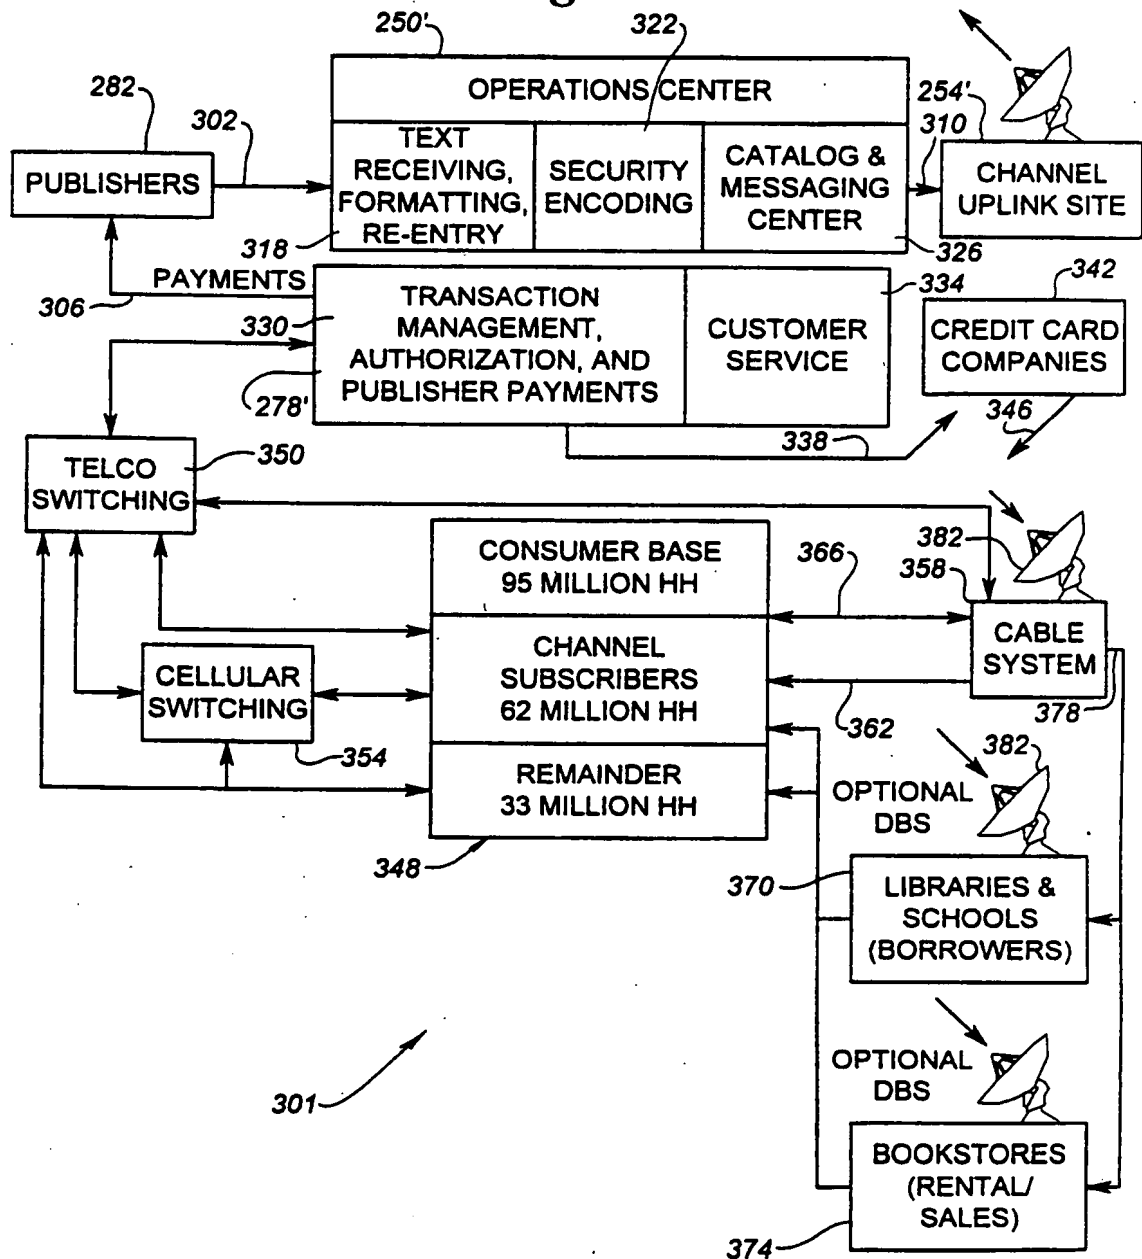 250'
322
282
302
OPERATIONS CENTER
254'
310
PUBLISHERS
TEXT
RECEIVING,
FORMATTING,
RE-ENTRY
318
SECURITY
ENCODING
CATALOG &
MESSAGING
CENTER
326
CHANNEL
UPLINK SITE
PAYMENTS
306
330
TRANSACTION
MANAGEMENT,
AUTHORIZATION, AND
PUBLISHER PAYMENTS
278'
CUSTOMER
SERVICE
334
342
CREDIT CARD
COMPANIES
346
338
TELCO
SWITCHING
350
CONSUMER BASE
95 MILLION HH
366
382
358
CABLE
SYSTEM
378
CHANNEL
SUBSCRIBERS
62 MILLION HH
362
CELLULAR
SWITCHING
354
REMAINDER
33 MILLION HH
348
382
OPTIONAL
DBS
370
LIBRARIES &
SCHOOLS
(BORROWERS)
301
OPTIONAL
DBS
BOOKSTORES
(RENTAL/
SALES)
374